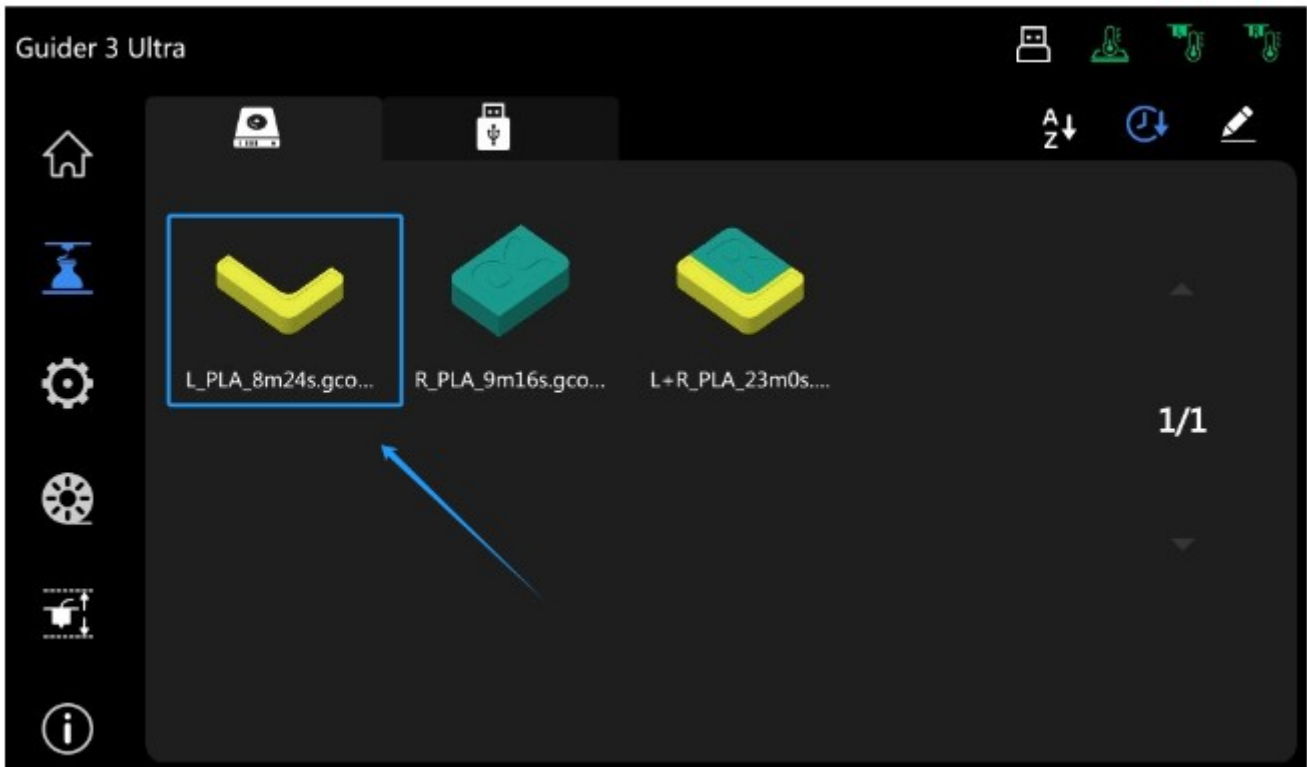 Guider 3 Ultra
A
Z
L_PLA_8m24s.gco...
R_PLA_9m16s.gco...
L+R_PLA_23m0s....
1/1